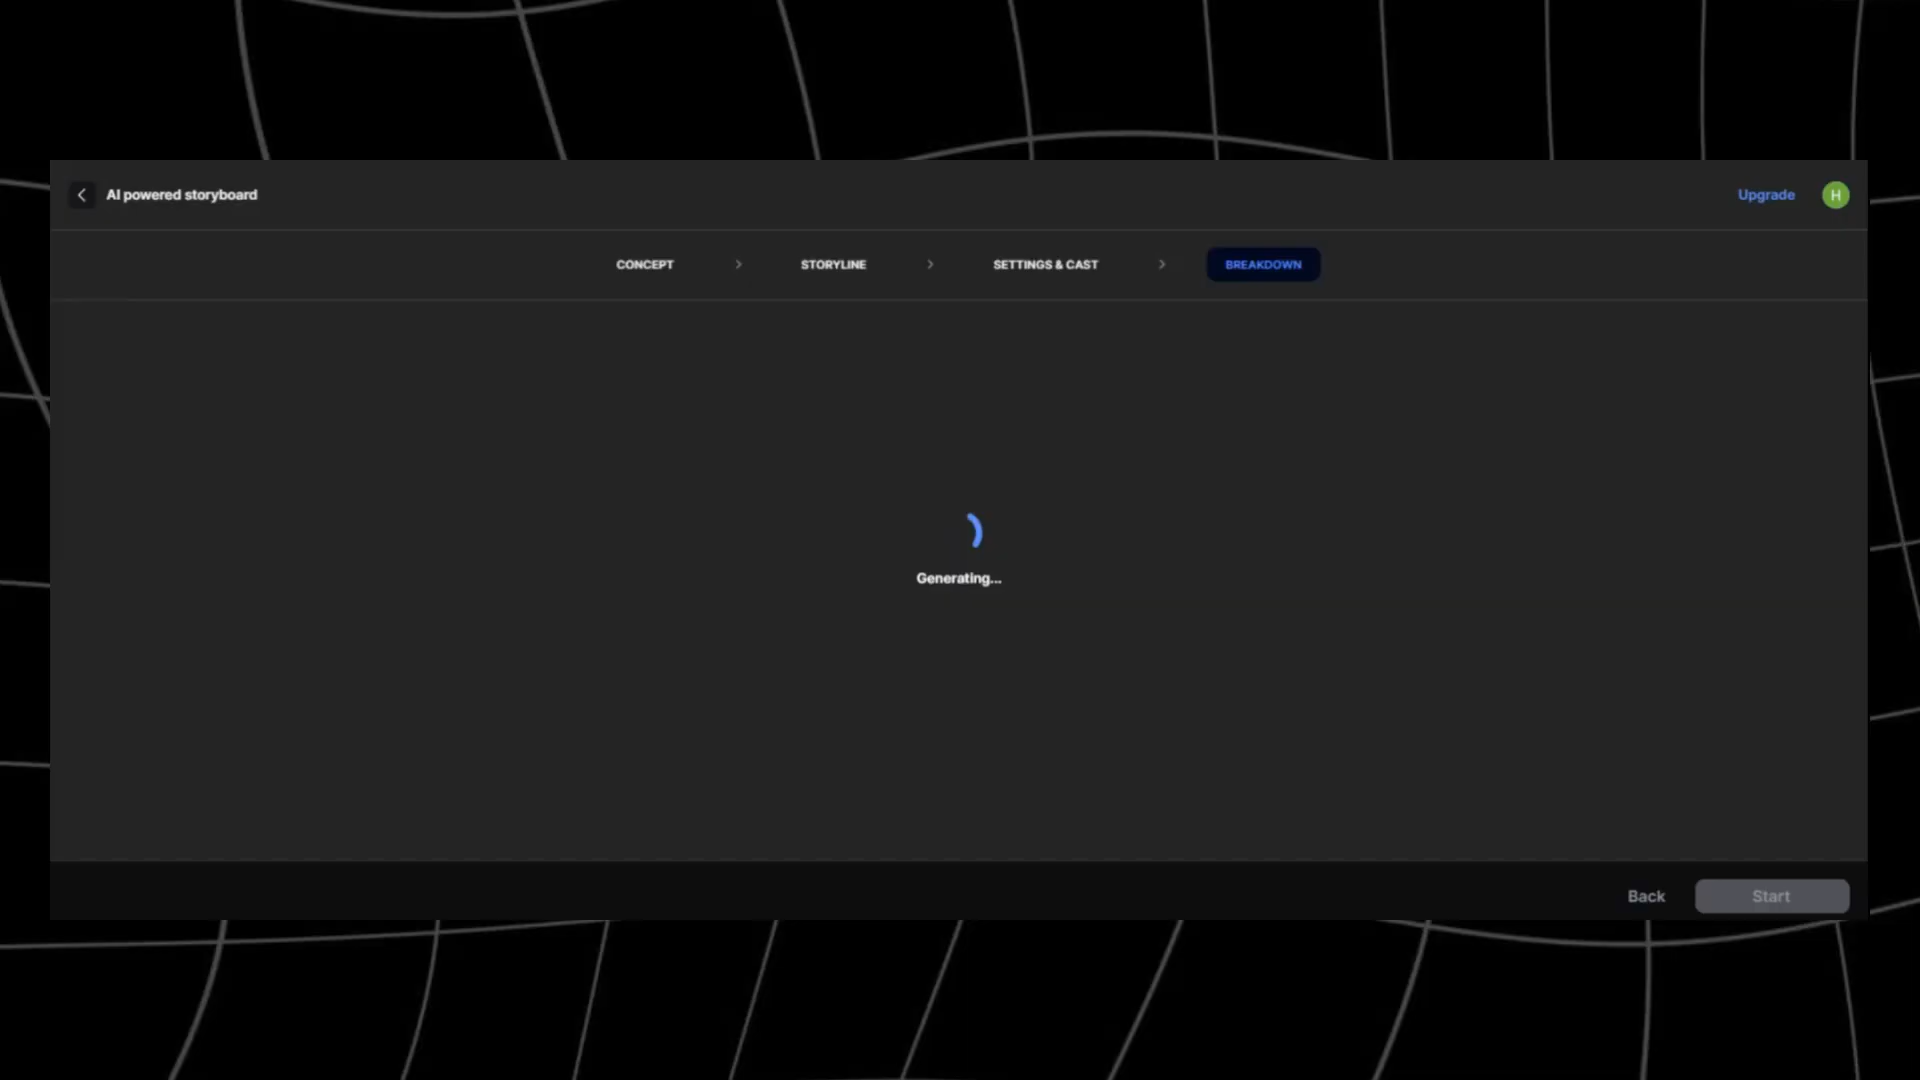 AI powered storyboard
Upgrade
H
CONCEPT
STORYLINE
SETTINGS & CAST
BREAKDOWN
Generating...
Back
Start